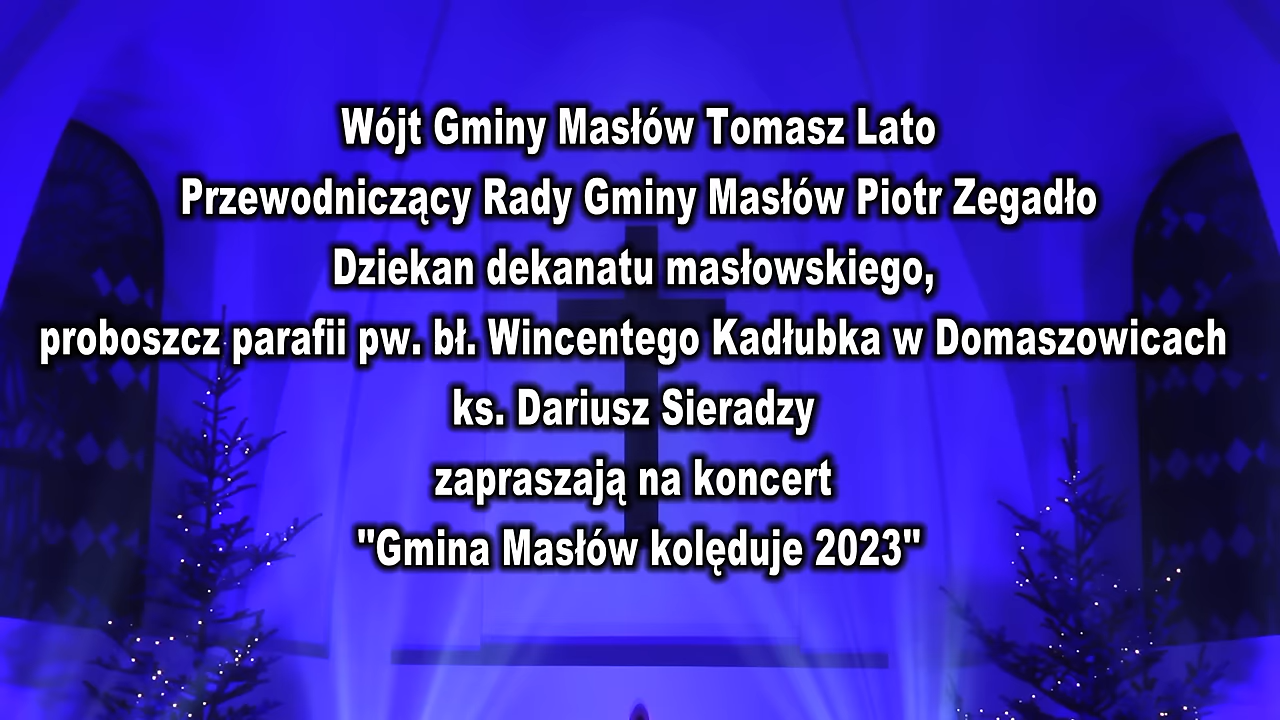 Wójt Gminy Masłów Tomasz Lato
Przewodniczący Rady Gminy Masłów Piotr Zegadło
Dziekan dekanatu masłowskiego,
proboszcz parafii pw. bł. Wincentego Kadłubka w Domaszowicach
ks. Dariusz Sieradzy
zapraszają na koncert
"Gmina Masłów kolęduje 2023"